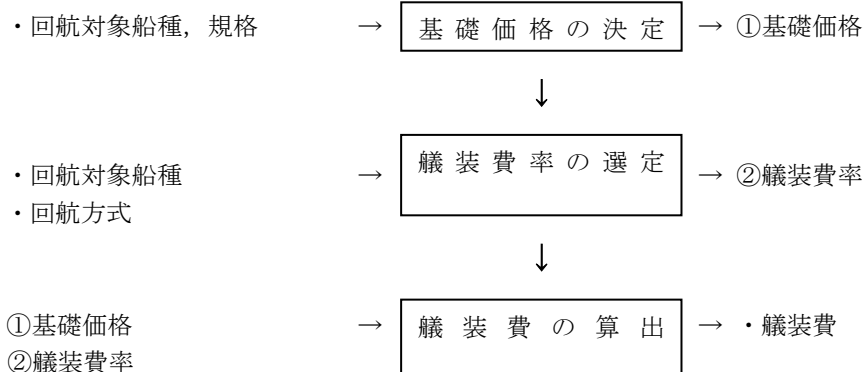 ・回航対象船種，規格 → 基礎価格の決定 → ①基礎価格
↓
・回航対象船種 → 艤装費率の選定 → ②艤装費率
・回航方式
↓
①基礎価格 → 艤装費の算出 → ・艤装費
②艤装費率